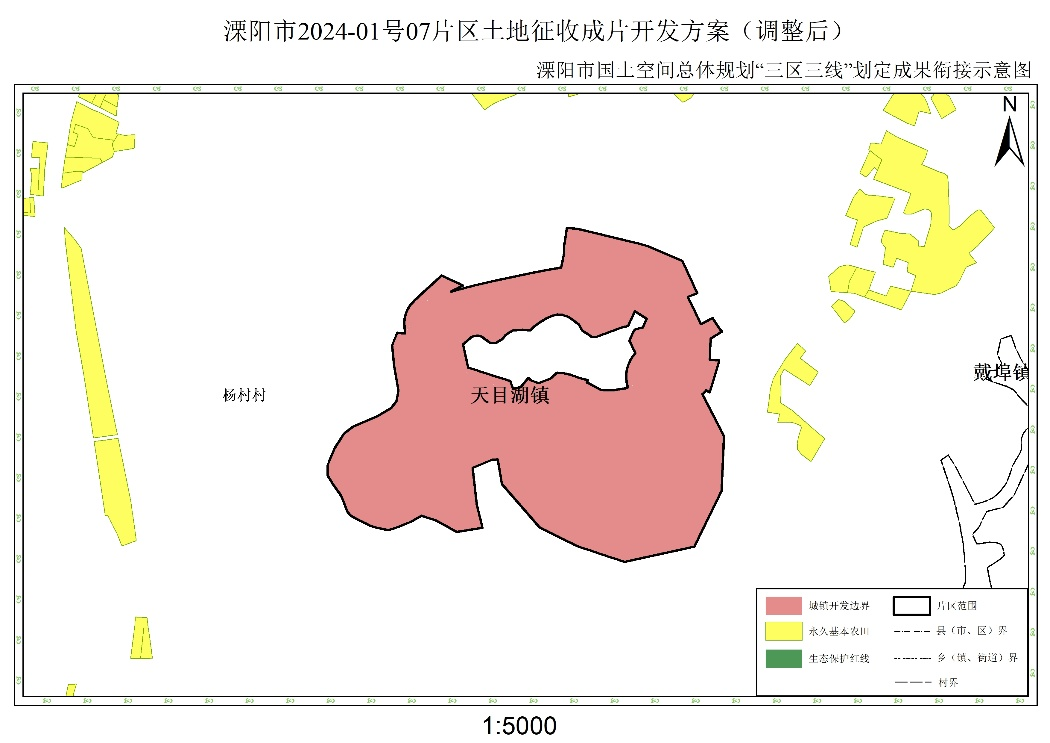 溧阳市2024-01号07片区土地征收成片开发方案（调整后）
溧阳市国土空间总体规划“三区三线”划定成果衔接示意图
N
戴埠镇
杨村村
天目湖镇
城镇开发边界
片区范围
永久基本农田
县（市、区）界
生态保护红线
乡（镇、街道）界
村界
1:5000